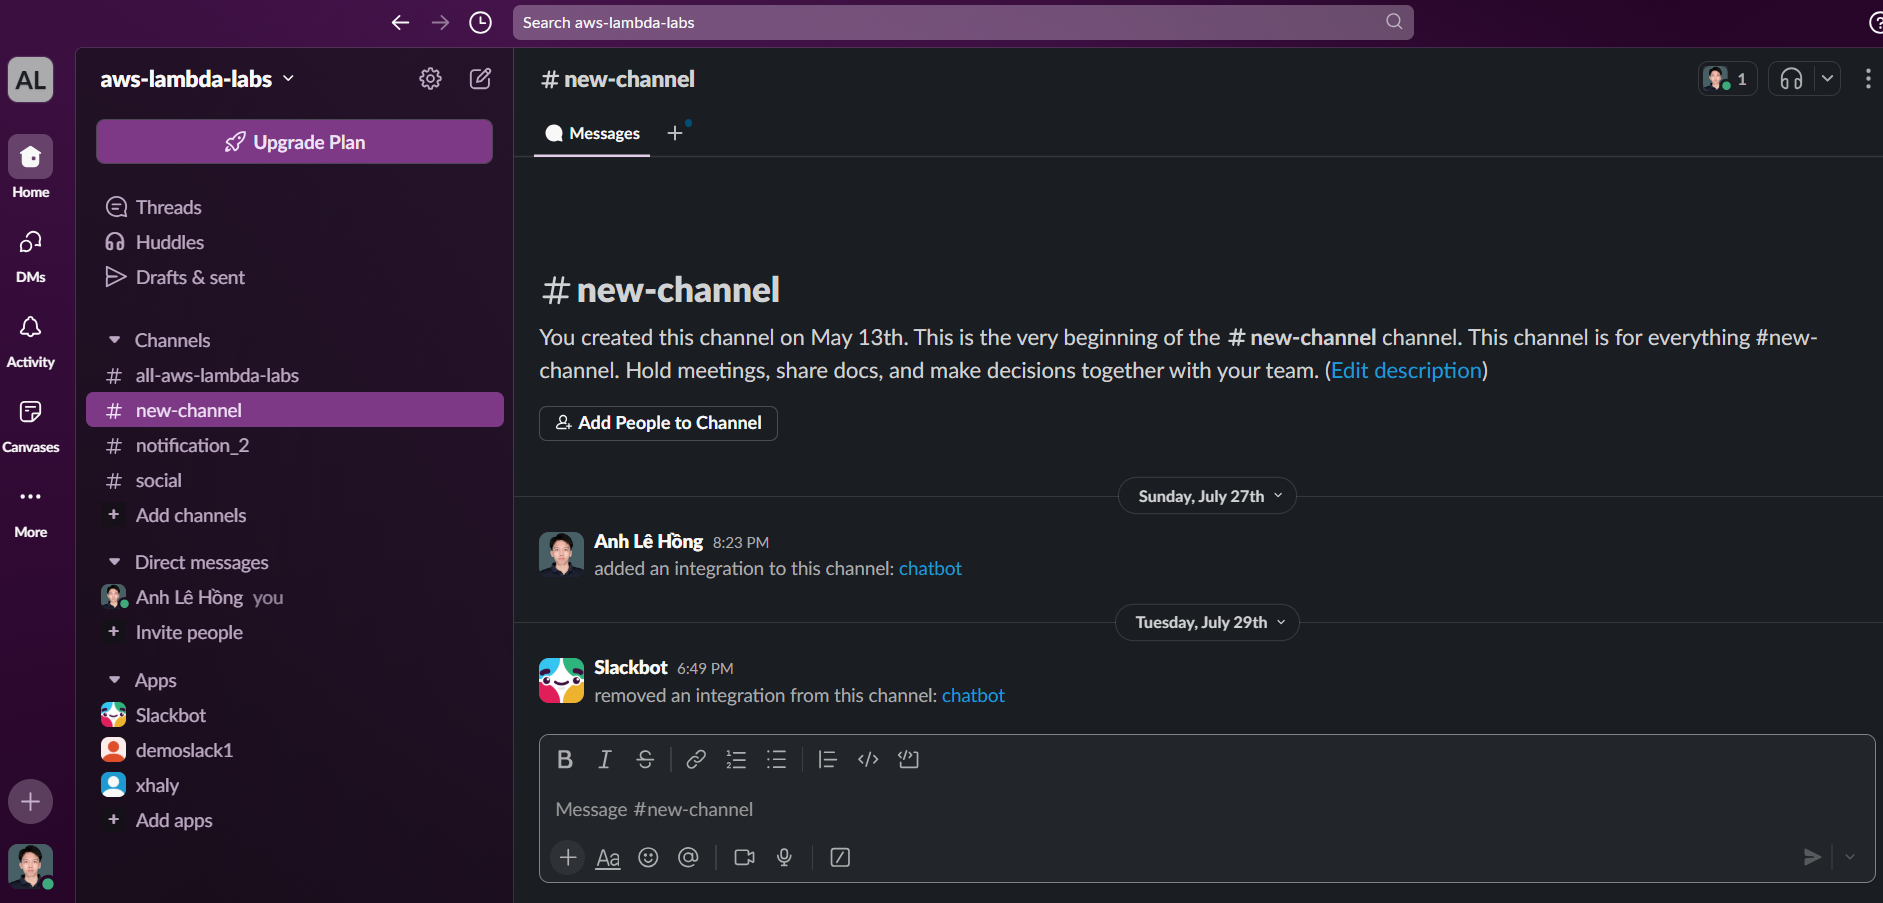 Search aws-lambda-labs
AL
aws-lambda-labs
# new-channel
1
Upgrade Plan
Messages
Home
Threads
Huddles
DMs
Drafts & sent
# new-channel
You created this channel on May 13th. This is the very beginning of the # new-channel channel. This channel is for everything #new-
channel. Hold meetings, share docs, and make decisions together with your team. (Edit description)
Activity
Channels
# all-aws-lambda-labs
# new-channel
Add People to Channel
Canvases
# notification_2
# social
More
+ Add channels
Sunday, July 27th
Anh Lê Hồng 8:23 PM
added an integration to this channel: chatbot
Direct messages
Anh Lê Hồng you
+ Invite people
Tuesday, July 29th
Slackbot 6:49 PM
removed an integration from this channel: chatbot
Apps
Slackbot
demoslack1
xhaly
+ Add apps
B I S
Message #new-channel
+ Aa @